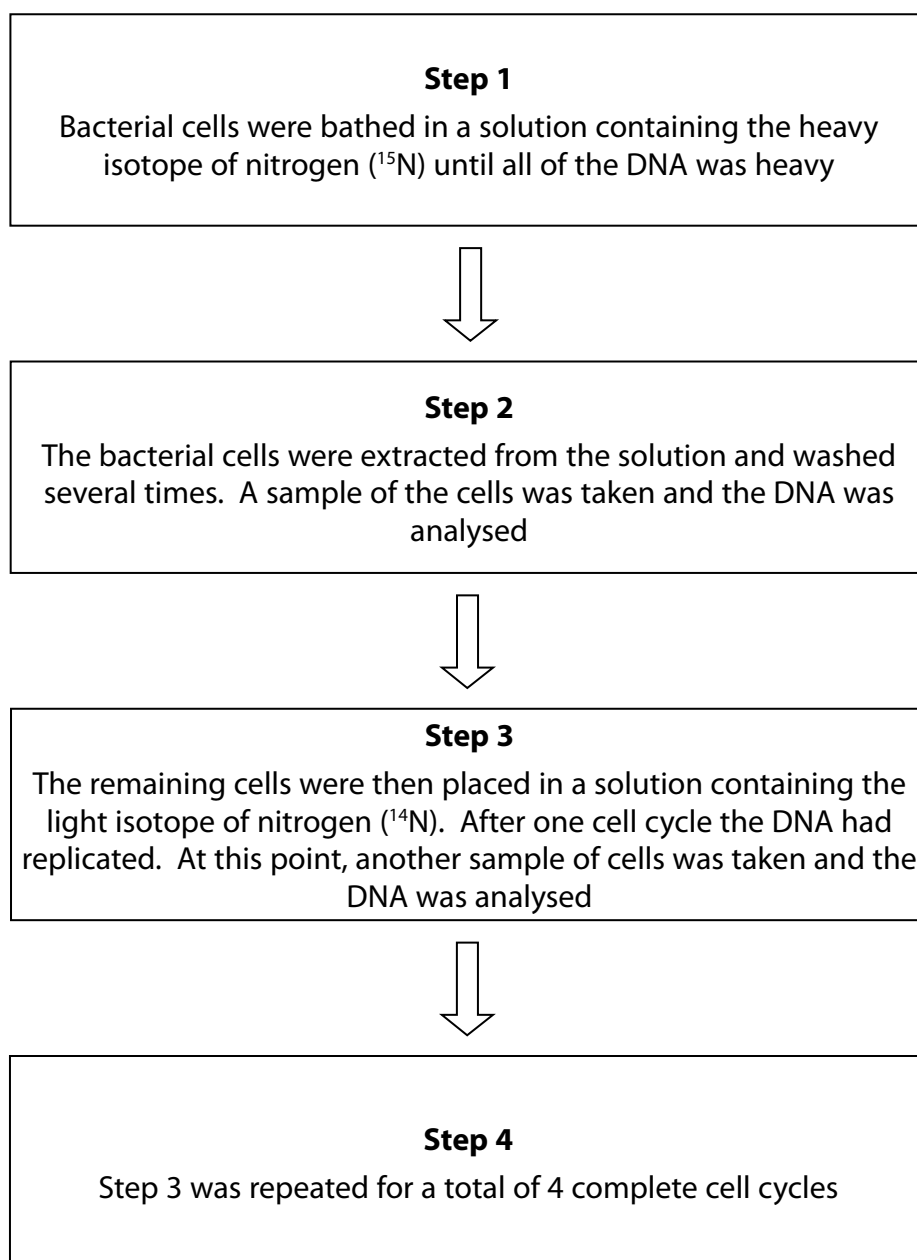 Step 1
Bacterial cells were bathed in a solution containing the heavy
isotope of nitrogen (¹⁵N) until all of the DNA was heavy
Step 2
The bacterial cells were extracted from the solution and washed
several times.  A sample of the cells was taken and the DNA was
analysed
Step 3
The remaining cells were then placed in a solution containing the
light isotope of nitrogen (¹⁴N).  After one cell cycle the DNA had
replicated.  At this point, another sample of cells was taken and the
DNA was analysed
Step 4
Step 3 was repeated for a total of 4 complete cell cycles